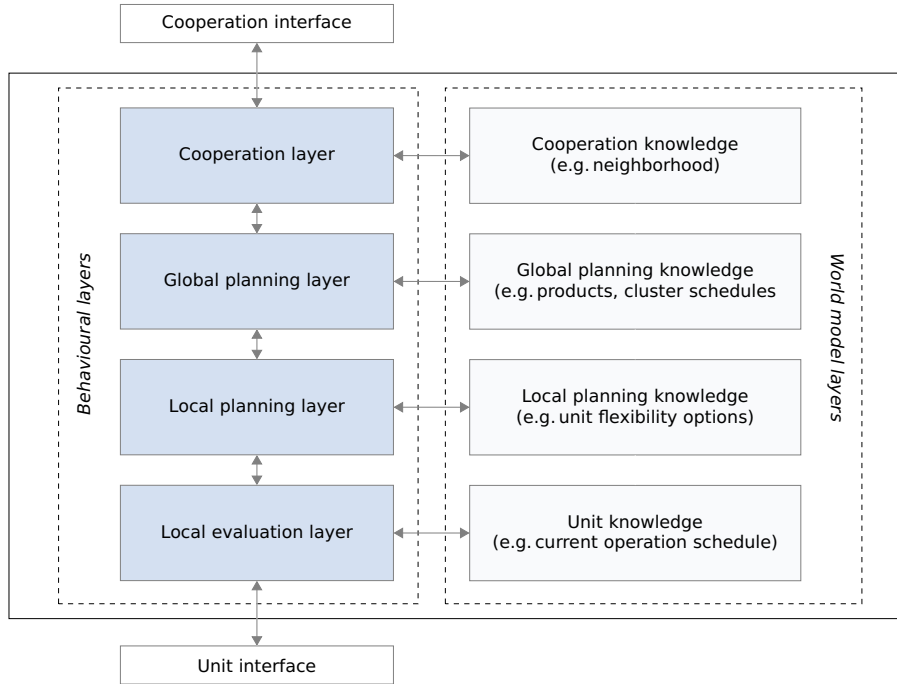 Cooperation interface
Behavioural layers
Cooperation layer
Global planning layer
Local planning layer
Local evaluation layer
Cooperation knowledge
(e.g. neighborhood)
Global planning knowledge
(e.g. products, cluster schedules
Local planning knowledge
(e.g. unit flexibility options)
Unit knowledge
(e.g. current operation schedule)
World model layers
Unit interface